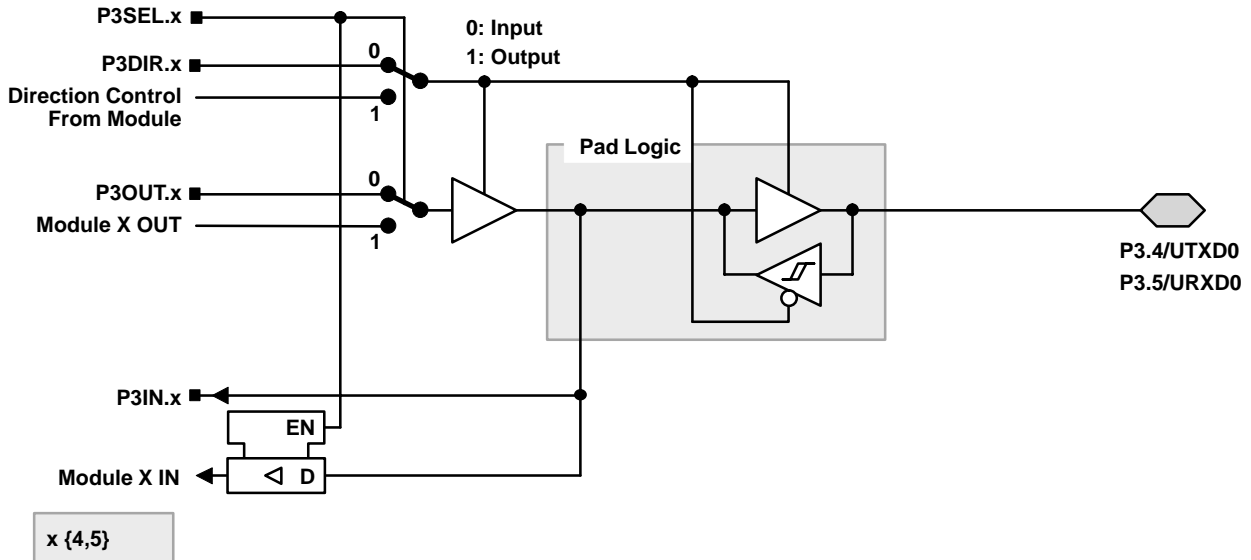 P3SEL.x
0: Input
1: Output
0
P3DIR.x
Direction Control
From Module
1
Pad Logic
P3OUT.x
0
Module X OUT
1
P3.4/UTXD0
P3.5/URXD0
P3IN.x
EN
Module X IN
D
x {4,5}